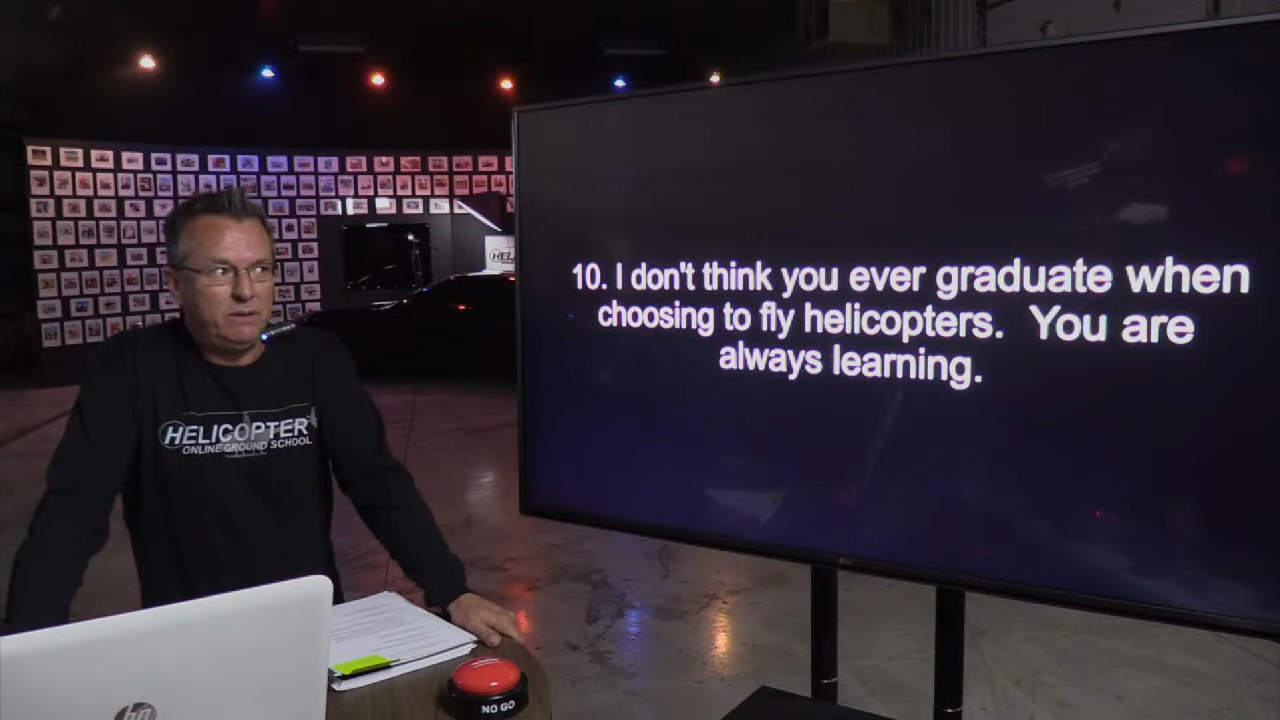 10. I don't think you ever graduate when
choosing to fly helicopters.  You are
always learning.
HELICOPTER
ONLINE GROUND SCHOOL
NO GO
hp